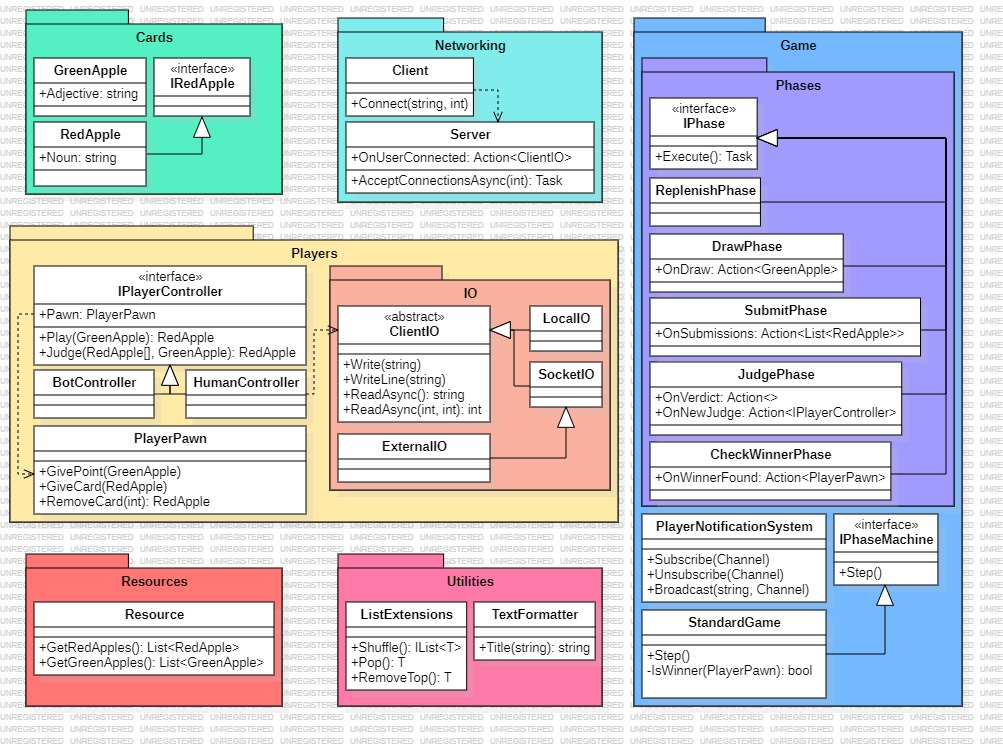 Cards
GreenApple
+Adjective: string
«interface»
IRedApple
RedApple
+Noun: string
Networking
Client
+Connect(string, int)
Server
+OnUserConnected: Action<ClientIO>
+AcceptConnectionsAsync(int): Task
Players
«interface»
IPlayerController
+Pawn: PlayerPawn
+Play(GreenApple): RedApple
+Judge(RedApple[], GreenApple): RedApple
BotController
HumanController
PlayerPawn
+GivePoint(GreenApple)
+GiveCard(RedApple)
+RemoveCard(int): RedApple
IO
«abstract»
ClientIO
+Write(string)
+WriteLine(string)
+ReadAsync(): string
+ReadAsync(int, int): int
LocalIO
SocketIO
ExternalIO
Game
Phases
«interface»
IPhase
+Execute(): Task
ReplenishPhase
DrawPhase
+OnDraw: Action<GreenApple>
SubmitPhase
+OnSubmissions: Action<List<RedApple>>
JudgePhase
+OnVerdict: Action<>
+OnNewJudge: Action<IPlayerController>
CheckWinnerPhase
+OnWinnerFound: Action<PlayerPawn>
PlayerNotificationSystem
+Subscribe(Channel)
+Unsubscribe(Channel)
+Broadcast(string, Channel)
«interface»
IPhaseMachine
+Step()
StandardGame
+Step()
-IsWinner(PlayerPawn): bool
Resources
Resource
+GetRedApples(): List<RedApple>
+GetGreenApples(): List<GreenApple>
Utilities
ListExtensions
+Shuffle(): IList<T>
+Pop(): T
+RemoveTop(): T
TextFormatter
+Title(string): string
UNREGISTERED